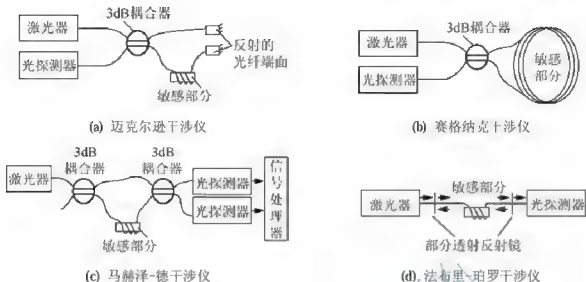 3dB耦合器
激光器
光探测器
反射的
光纤端面
敏感部分
(a) 迈克尔逊干涉仪
3dB耦合器
激光器
光探测器
敏感
部分
(b) 赛格纳克干涉仪
3dB
耦合器
3dB
耦合器
激光器
光探测器
光探测器
信号处理器
敏感部分
(c) 马赫泽-德干涉仪
敏感部分
激光器
光探测器
部分透射反射镜
(d) 法布里-珀罗干涉仪